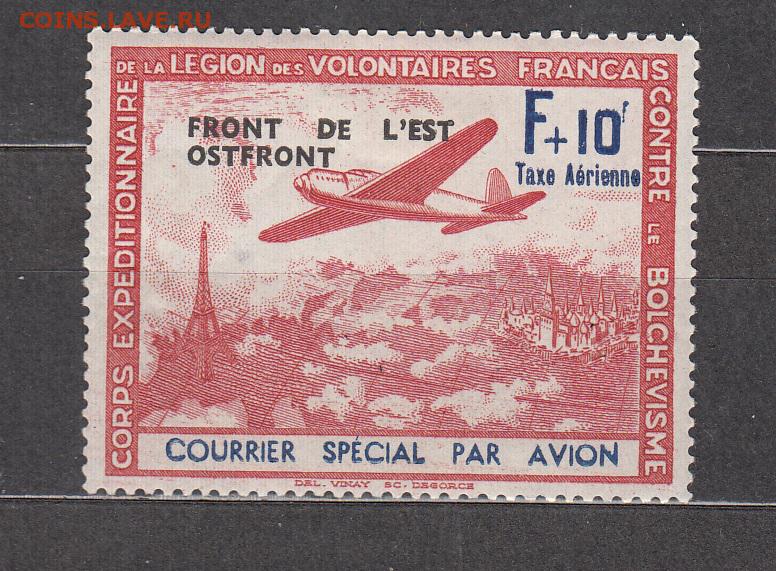 COINS.LAVE.RU
CORPS EXPEDITIONNAIRE
DE LA LEGION DES VOLONTAIRES FRANCAIS
CONTRE LE BOLCHEVISME
FRONT DE L'EST
OSTFRONT
F+10f
Taxe Aérienne
COURRIER SPÉCIAL PAR AVION
DEL. VINAY SC. DEGORCE